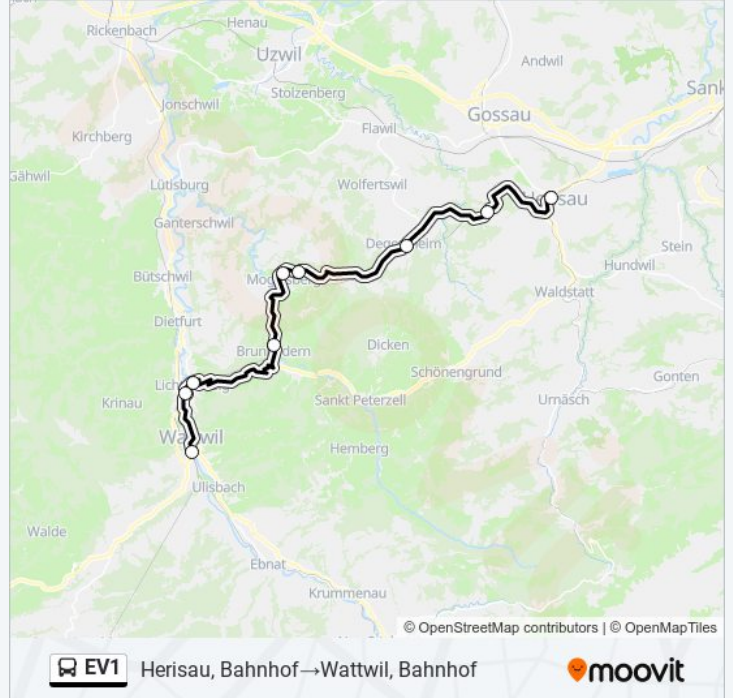 Rickenbach
Henau
Uzwil
Andwil
Stolzenberg
Jonschwil
Gossau
Flawil
Kirchberg
Gähwil
Lütisburg
Wolfertswil
Ganterschwil
Stein
Hundwil
Bütschwil
Waldstatt
Dietfurt
Dicken
Schönengrund
Gonten
Krinau
Sankt Peterzell
Urnäsch
Hemberg
Ulisbach
Walde
Ebnat
Krummenau
© OpenStreetMap contributors | © OpenMapTiles
EV1 Herisau, Bahnhof→Wattwil, Bahnhof
moovit